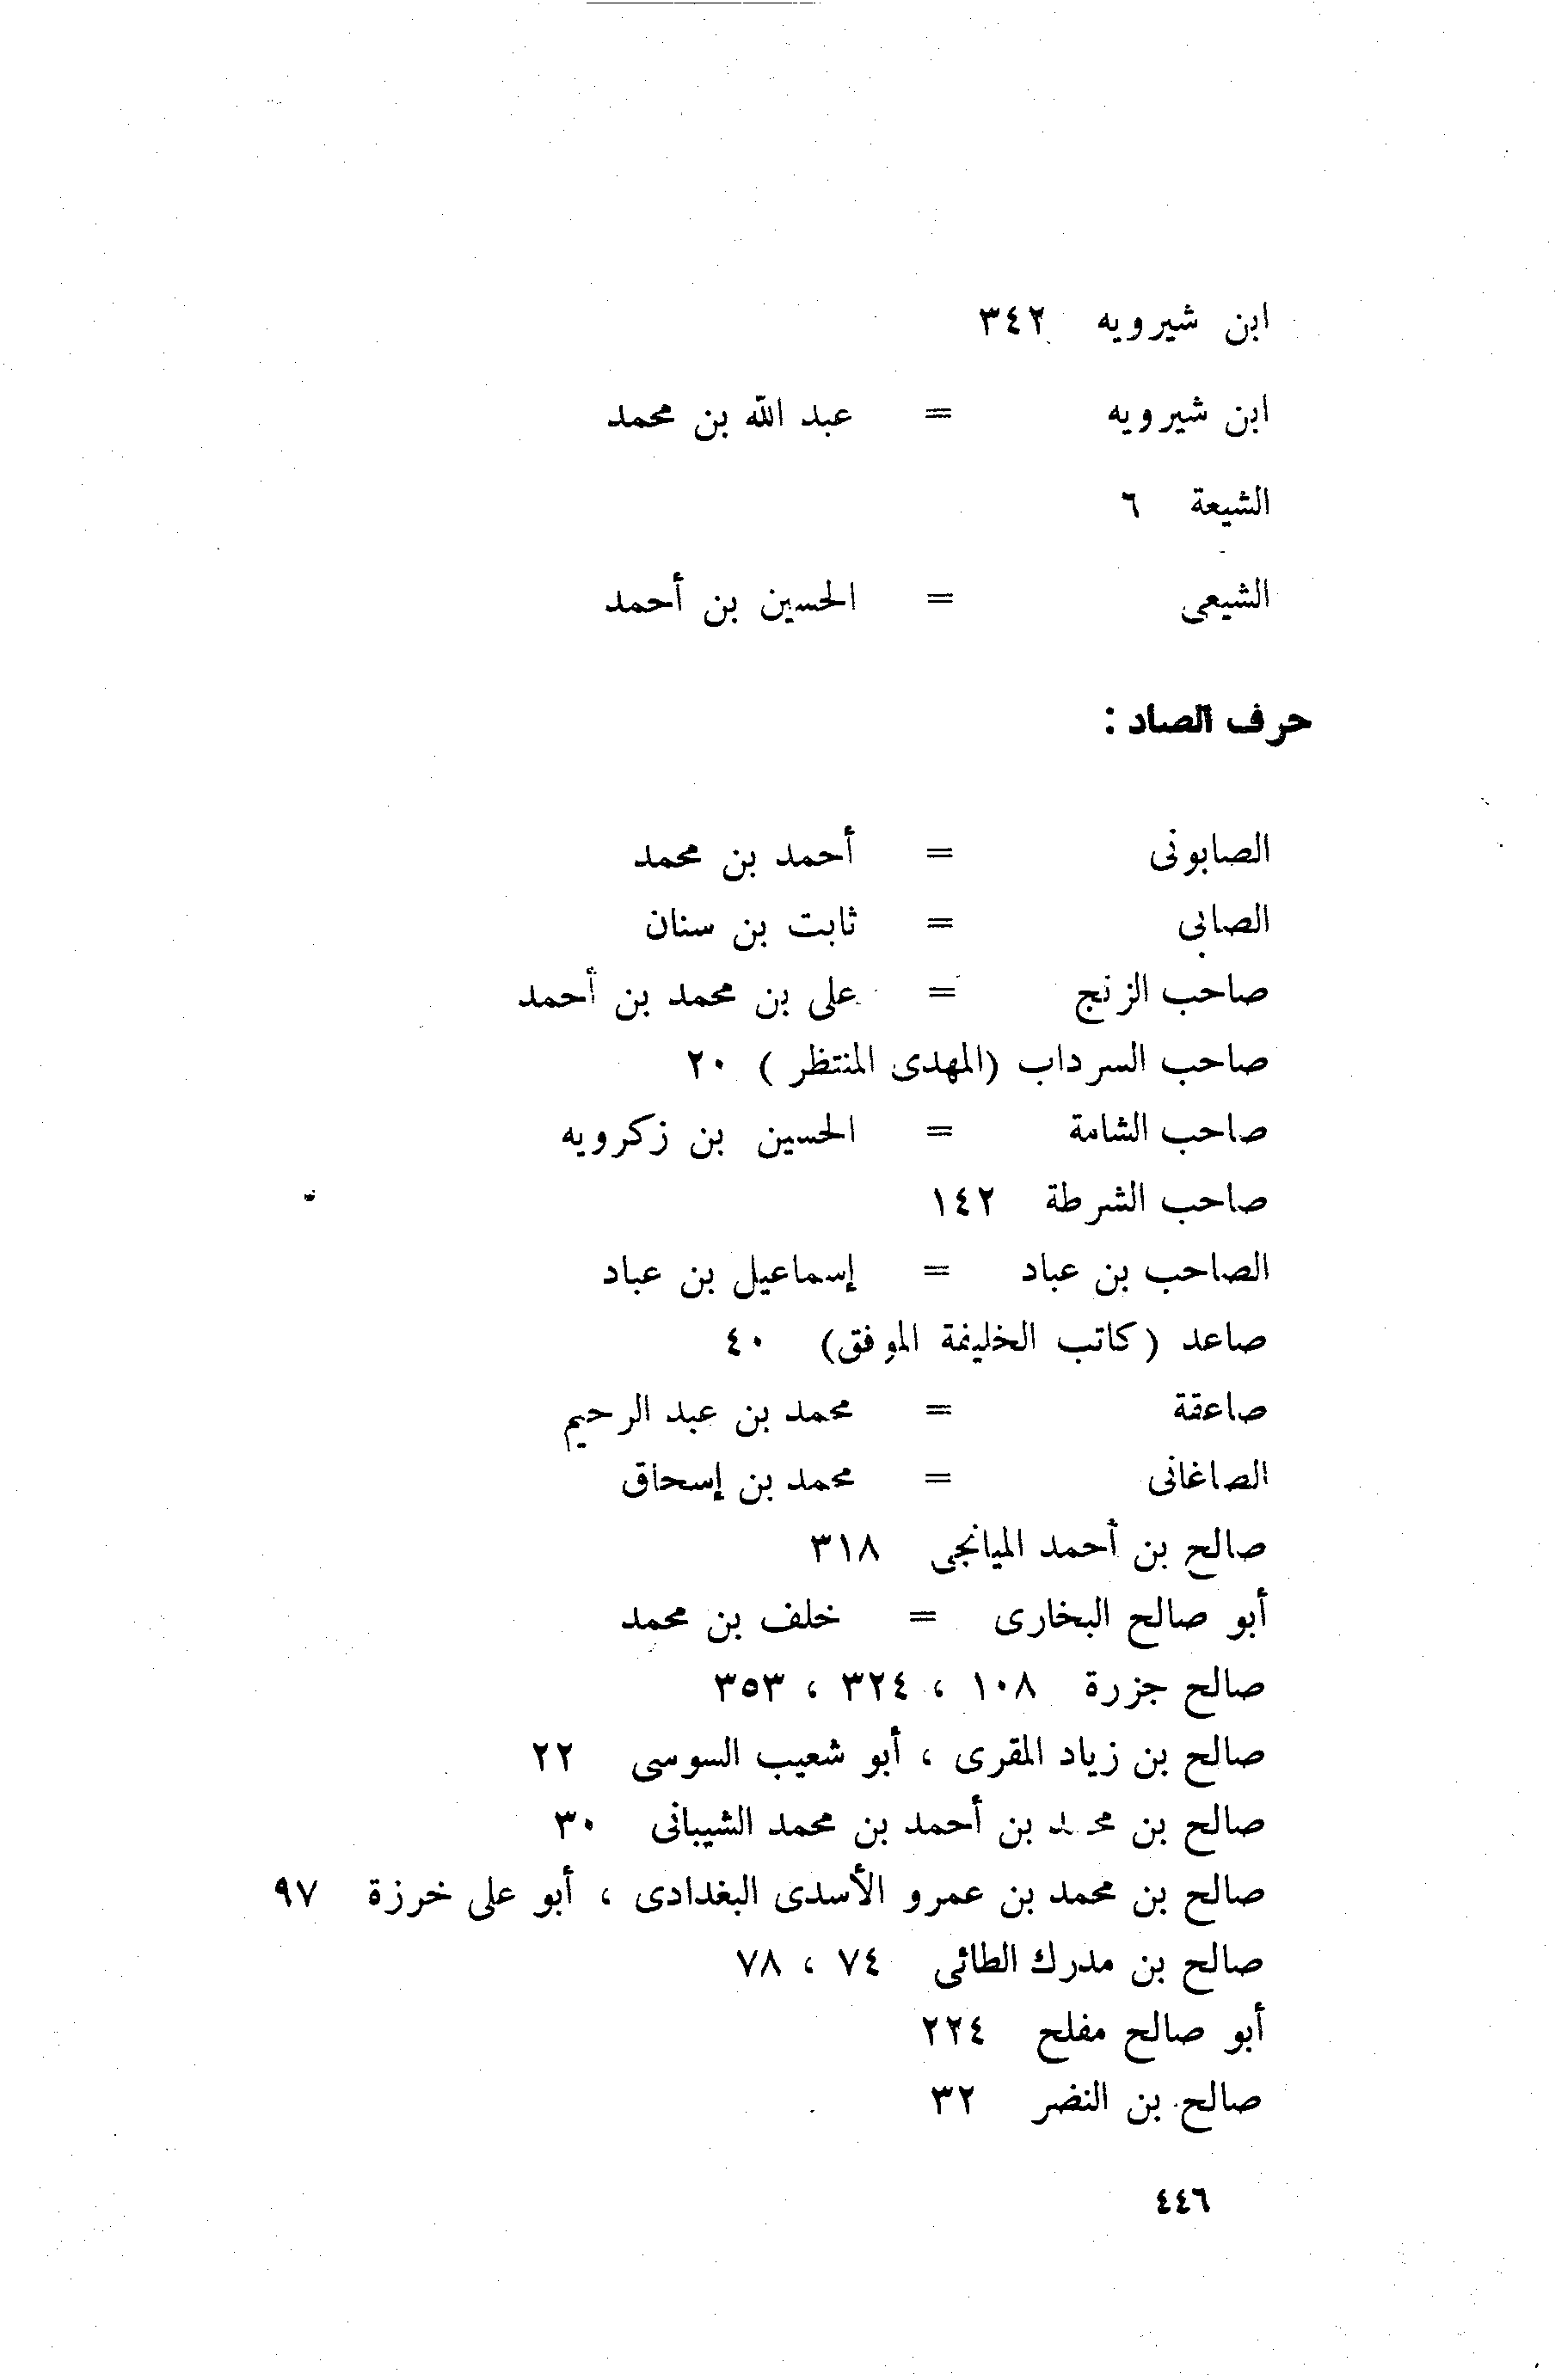 ابن شيرويه ٣٤٢
ابن شيرويه = عبد الله بن محمد
الشيعة ٦
الشيعى = الحسين بن أحمد
حرف الصاد :
الصابونى = أحمد بن محمد
الصابى = ثابت بن سنان
صاحب الزنج = على بن محمد بن أحمد
صاحب السرداب (المهدى المنتظر ) ٢٠
صاحب الشامة = الحسين بن زكرويه
صاحب الشرطة ١٤٢
الصاحب بن عباد = إسماعيل بن عباد
صاعد (كاتب الخليفة الموفق) ٤٠
صاعقة = محمد بن عبد الرحيم
الصاغانى = محمد بن إسحاق
صالح بن أحمد الميانجى ٣١٨
أبو صالح البخارى = خلف بن محمد
صالح جزرة ١٠٨ ، ٣٢٤ ، ٣٥٣
صالح بن زياد المقرى ، أبو شعيب السوسى ٢٢
صالح بن محمد بن أحمد بن محمد الشيبانى ٣٠
صالح بن محمد بن عمرو الأسدى البغدادى ، أبو على خرزة ٩٧
صالح بن مدرك الطائى ٧٤ ، ٧٨
أبو صالح مفلح ٢٢٤
صالح بن النضر ٣٢
٤٤٦